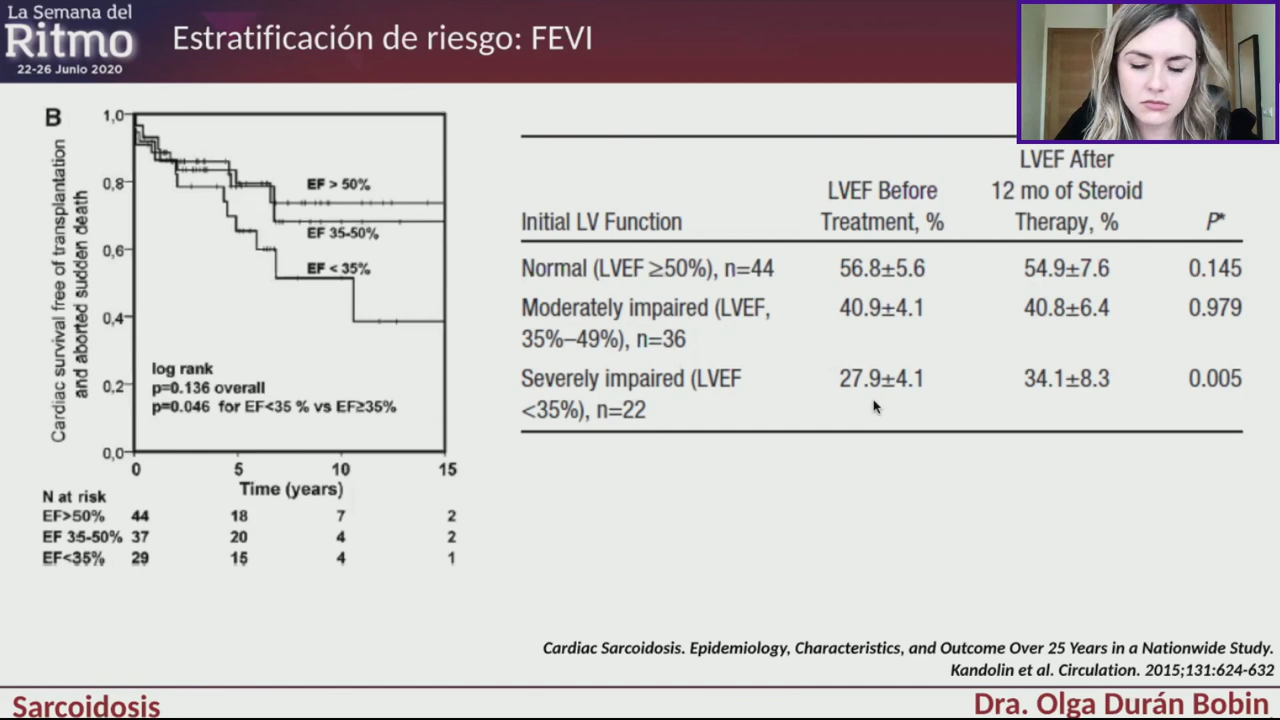 La Semana del
Ritmo
22-26 Junio 2020
Estratificación de riesgo: FEVI
B
Cardiac survival free of transplantation
and aborted sudden death
1,0
0,8
0,6
0,4
0,2
0,0
EF > 50%
EF 35-50%
EF < 35%
log rank
p=0.136 overall
p=0.046 for EF<35 % vs EF≥35%
0 5 10 15
Time (years)
N at risk
EF>50% 44 18 7 2
EF 35-50% 37 20 4 2
EF<35% 29 15 4 1
LVEF After
LVEF Before 12 mo of Steroid
Initial LV Function Treatment, % Therapy, % P*
Normal (LVEF ≥50%), n=44 56.8±5.6 54.9±7.6 0.145
Moderately impaired (LVEF, 40.9±4.1 40.8±6.4 0.979
35%–49%), n=36
Severely impaired (LVEF 27.9±4.1 34.1±8.3 0.005
<35%), n=22
Cardiac Sarcoidosis. Epidemiology, Characteristics, and Outcome Over 25 Years in a Nationwide Study.
Kandolin et al. Circulation. 2015;131:624-632
Sarcoidosis
Dra. Olga Durán Bobin